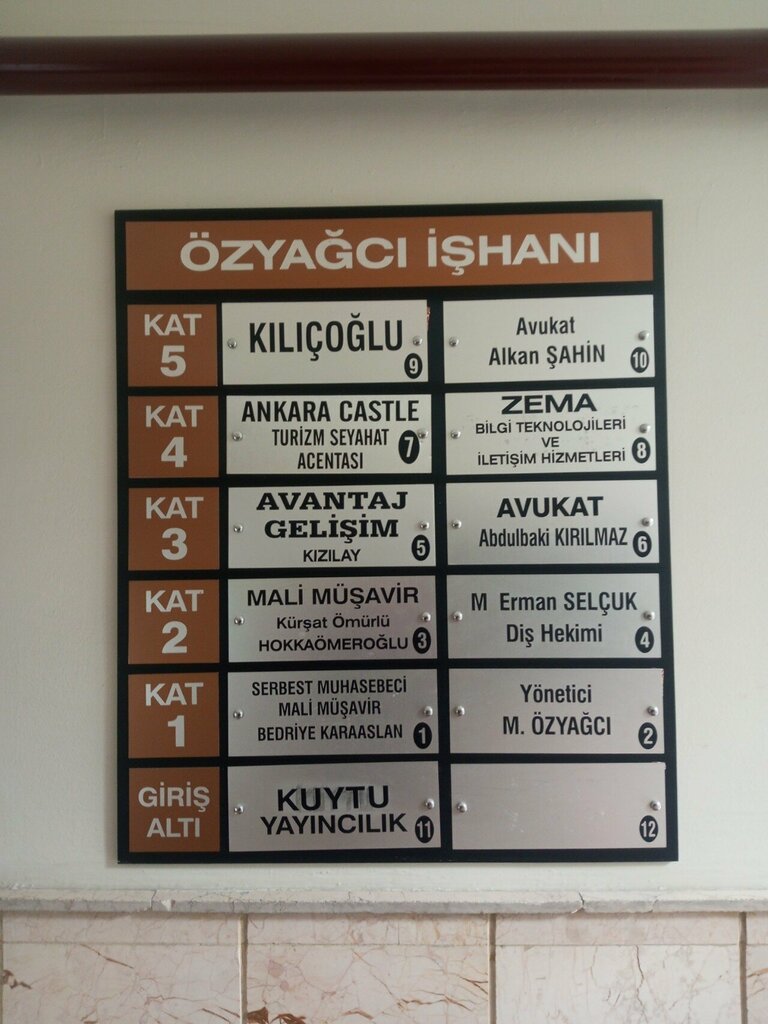 ÖZYAĞCI İŞHANI
KAT
5
KILIÇOĞLU
9
Avukat
Alkan ŞAHİN
10
KAT
4
ANKARA CASTLE
TURİZM SEYAHAT
ACENTASI
7
ZEMA
BİLGİ TEKNOLOJİLERİ
VE
İLETİŞİM HİZMETLERİ
8
KAT
3
AVANTAJ
GELİŞİM
KIZILAY
5
AVUKAT
Abdulbaki KIRILMAZ
6
KAT
2
MALİ MÜŞAVİR
Kürşat Ömürlü
HOKKAÖMEROĞLU
3
M Erman SELÇUK
Diş Hekimi
4
KAT
1
SERBEST MUHASEBECİ
MALİ MÜŞAVİR
BEDRİYE KARAASLAN
1
Yönetici
M. ÖZYAĞCI
2
GİRİŞ
ALTI
KUYTU
YAYINCILIK
11
12